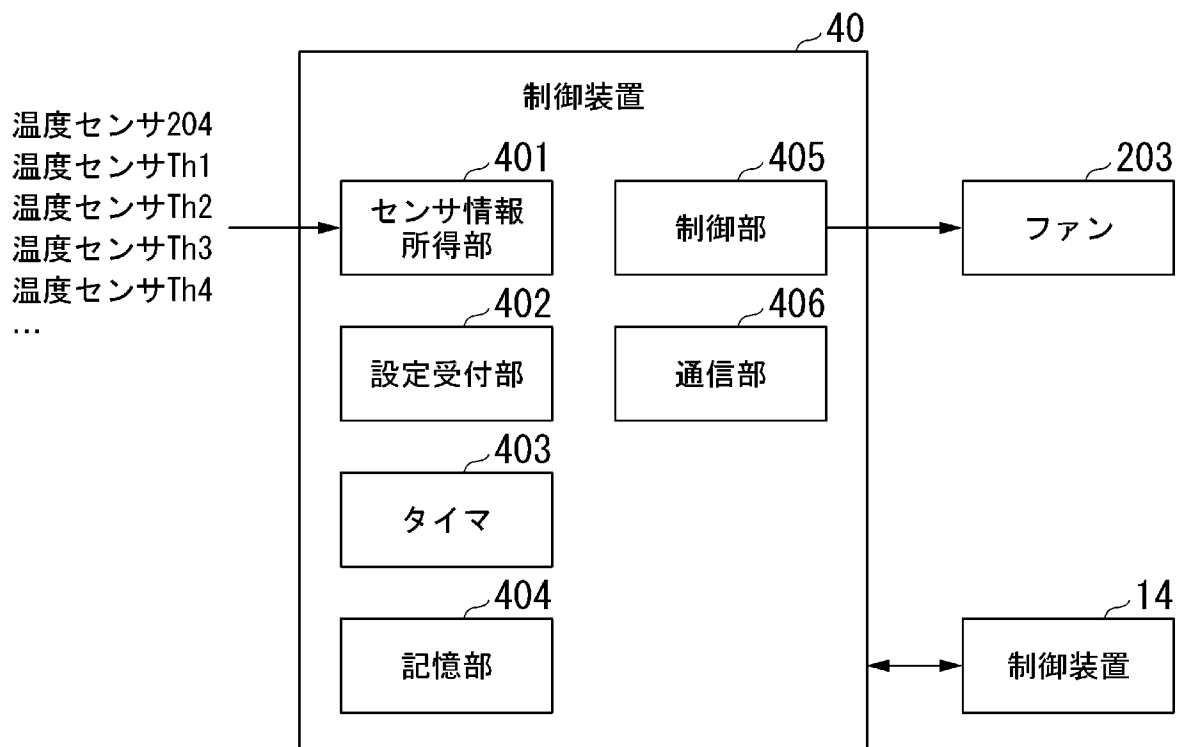 40
制御装置
温度センサ204
温度センサTh1
温度センサTh2
温度センサTh3
温度センサTh4
…
401
センサ情報
所得部
402
設定受付部
403
タイマ
404
記憶部
405
制御部
406
通信部
203
ファン
14
制御装置